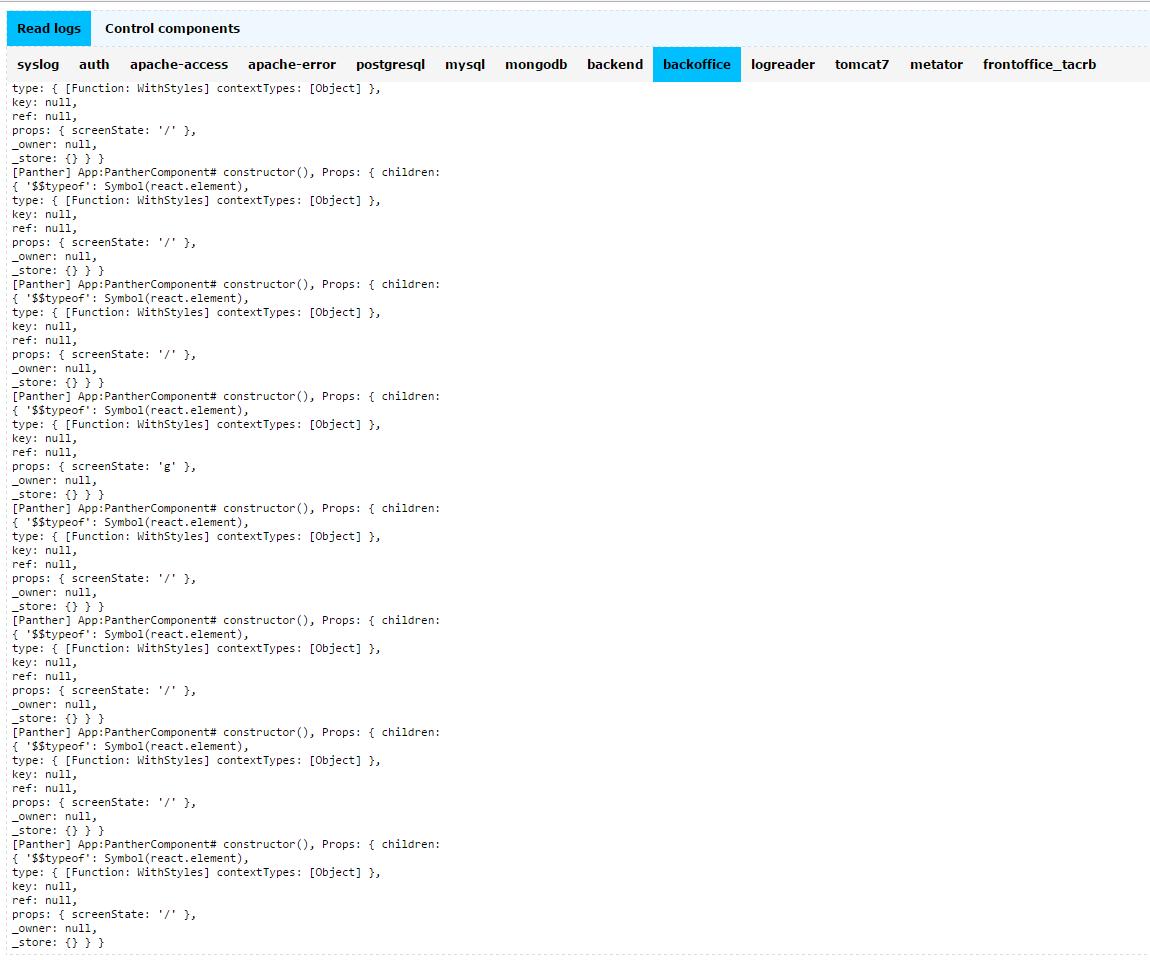 Read logs Control components
syslog auth apache-access apache-error postgresql mysql mongodb backend backoffice logreader tomcat7 metator frontoffice_tacrb
type: { [Function: WithStyles] contextTypes: [Object] },
key: null,
ref: null,
props: { screenState: '/' },
_owner: null,
_store: {} } }
[Panther] App:PantherComponent# constructor(), Props: { children:
{ '$$typeof': Symbol(react.element),
type: { [Function: WithStyles] contextTypes: [Object] },
key: null,
ref: null,
props: { screenState: '/' },
_owner: null,
_store: {} } }
[Panther] App:PantherComponent# constructor(), Props: { children:
{ '$$typeof': Symbol(react.element),
type: { [Function: WithStyles] contextTypes: [Object] },
key: null,
ref: null,
props: { screenState: '/' },
_owner: null,
_store: {} } }
[Panther] App:PantherComponent# constructor(), Props: { children:
{ '$$typeof': Symbol(react.element),
type: { [Function: WithStyles] contextTypes: [Object] },
key: null,
ref: null,
props: { screenState: 'g' },
_owner: null,
_store: {} } }
[Panther] App:PantherComponent# constructor(), Props: { children:
{ '$$typeof': Symbol(react.element),
type: { [Function: WithStyles] contextTypes: [Object] },
key: null,
ref: null,
props: { screenState: '/' },
_owner: null,
_store: {} } }
[Panther] App:PantherComponent# constructor(), Props: { children:
{ '$$typeof': Symbol(react.element),
type: { [Function: WithStyles] contextTypes: [Object] },
key: null,
ref: null,
props: { screenState: '/' },
_owner: null,
_store: {} } }
[Panther] App:PantherComponent# constructor(), Props: { children:
{ '$$typeof': Symbol(react.element),
type: { [Function: WithStyles] contextTypes: [Object] },
key: null,
ref: null,
props: { screenState: '/' },
_owner: null,
_store: {} } }
[Panther] App:PantherComponent# constructor(), Props: { children:
{ '$$typeof': Symbol(react.element),
type: { [Function: WithStyles] contextTypes: [Object] },
key: null,
ref: null,
props: { screenState: '/' },
_owner: null,
_store: {} } }